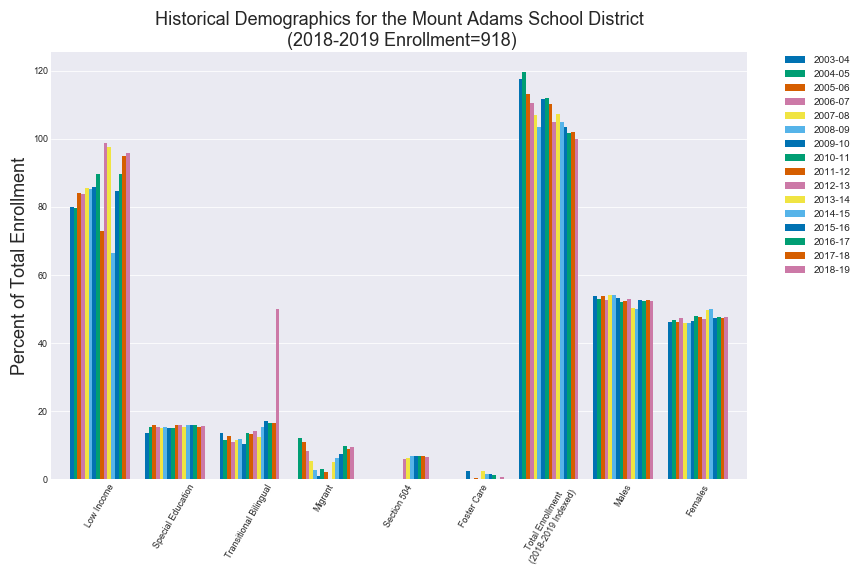 Historical Demographics for the Mount Adams School District
(2018-2019 Enrollment=918)
Percent of Total Enrollment
120
100
80
60
40
20
0
Low Income
Special Education
Transitional Bilingual
Migrant
Section 504
Foster Care
Total Enrollment
(2018-2019 Indexed)
Males
Females
2003-04
2004-05
2005-06
2006-07
2007-08
2008-09
2009-10
2010-11
2011-12
2012-13
2013-14
2014-15
2015-16
2016-17
2017-18
2018-19